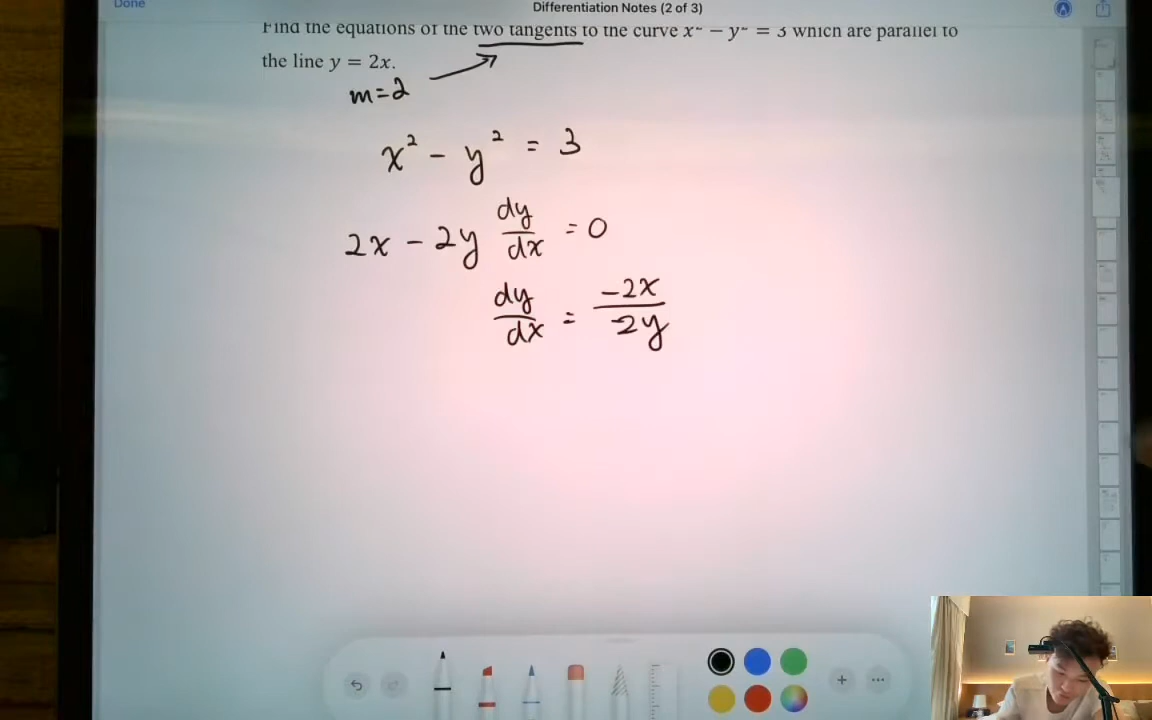 Done
Differentiation Notes (2 of 3)
Find the equations of the two tangents to the curve x² − y² = 3 which are parallel to
the line y = 2x.
m=2
x² - y² = 3
2x - 2y dy/dx = 0
dy/dx = -2x/-2y